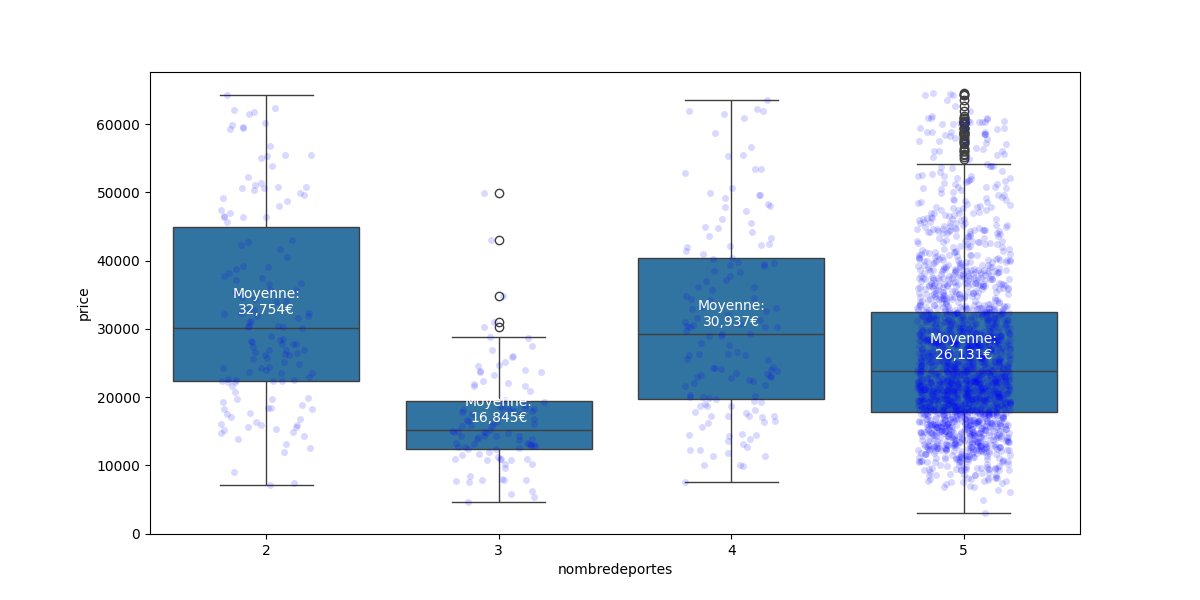 price
60000
50000
40000
30000
20000
10000
0
Moyenne:
32,754€
Moyenne:
16,845€
Moyenne:
30,937€
Moyenne:
26,131€
2
3
4
5
nombredeportes